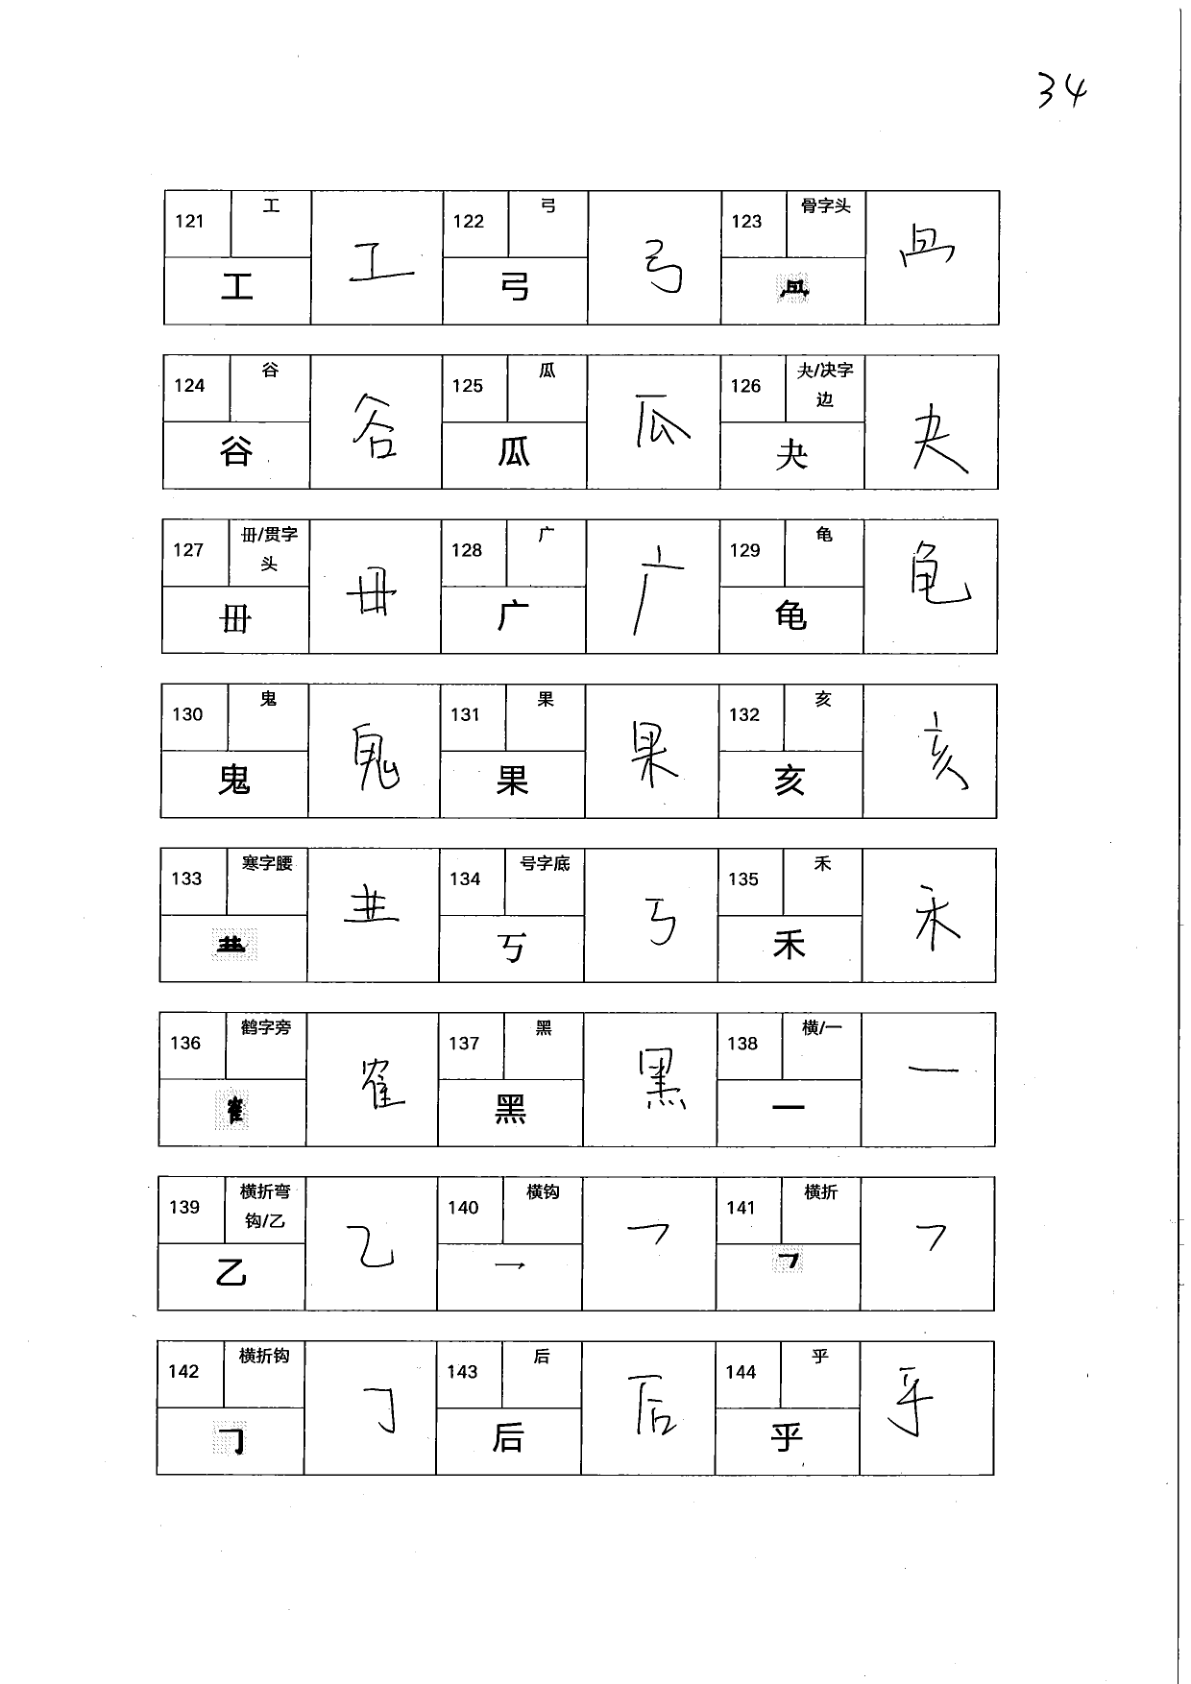 34
121 工 工 工 122 弓 弓 弓 123 骨字头
124 谷 谷 谷 125 瓜 瓜 瓜 126 夬/决字边 夬 夬
127 毌/贯字头 毌 毌 128 广 广 广 129 龟 龟 龟
130 鬼 鬼 鬼 131 果 果 果 132 亥 亥 亥
133 寒字腰 134 号字底 丂 丂 135 禾 禾 禾
136 鹤字旁 隺 隺 137 黑 黑 黑 138 横/一 一 一
139 横折弯钩/乙 乙 乙 140 横钩 乛 乛 141 横折 ㇇ ㇇
142 横折钩 𠃌 𠃌 143 后 后 后 144 乎 乎 乎